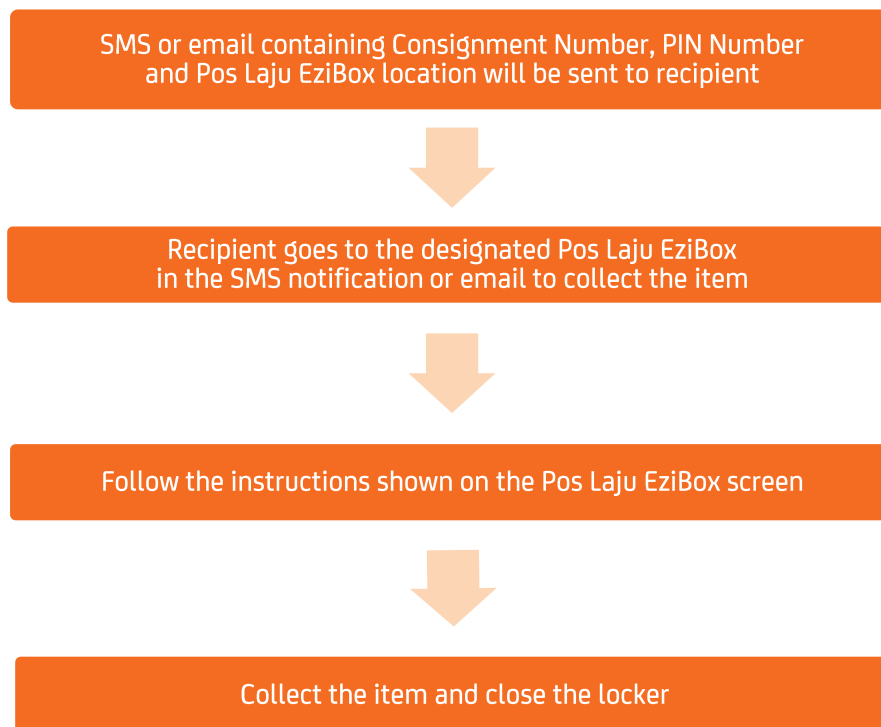 SMS or email containing Consignment Number, PIN Number
and Pos Laju EziBox location will be sent to recipient
Recipient goes to the designated Pos Laju EziBox
in the SMS notification or email to collect the item
Follow the instructions shown on the Pos Laju EziBox screen
Collect the item and close the locker